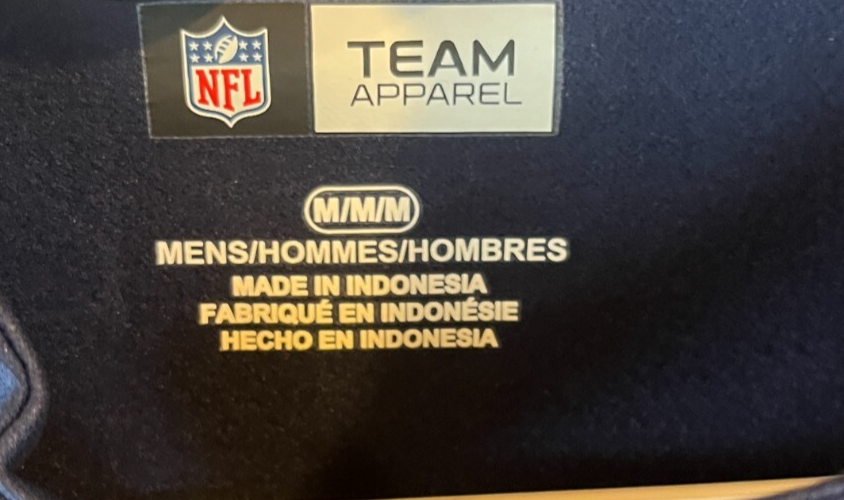 NFL
TEAM
APPAREL
M/M/M
MENS/HOMMES/HOMBRES
MADE IN INDONESIA
FABRIQUÉ EN INDONÉSIE
HECHO EN INDONESIA